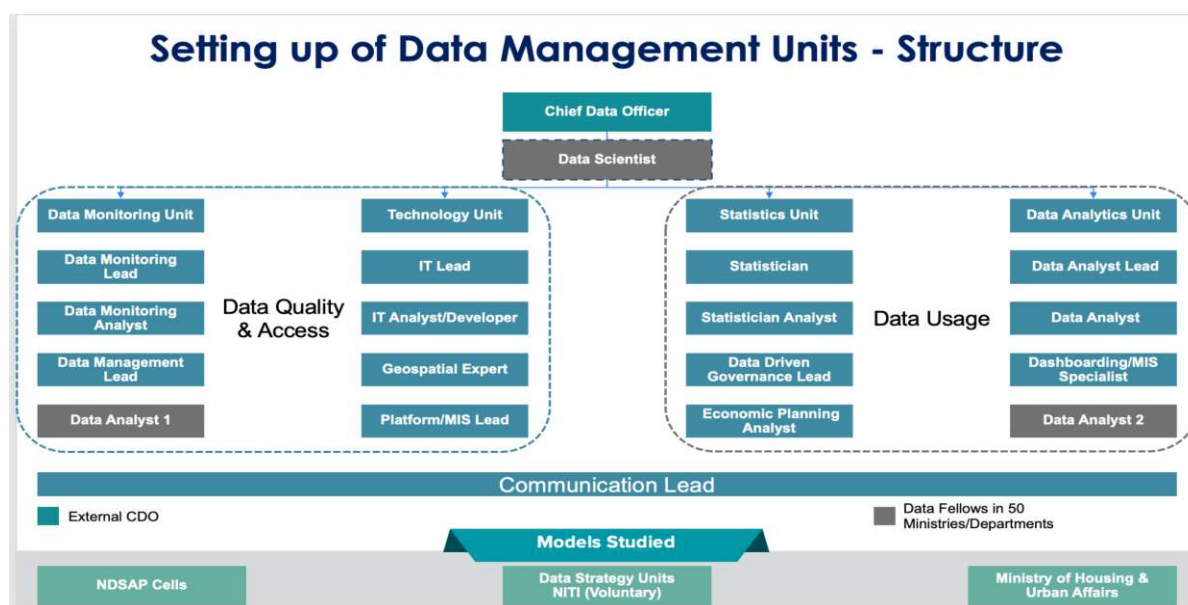 Setting up of Data Management Units - Structure
Chief Data Officer
Data Scientist
Data Monitoring Unit
Data Monitoring
Lead
Data Monitoring
Analyst
Data Management
Lead
Data Analyst 1
Data Quality
& Access
Technology Unit
IT Lead
IT Analyst/Developer
Geospatial Expert
Platform/MIS Lead
Statistics Unit
Statistician
Statistician Analyst
Data Driven
Governance Lead
Economic Planning
Analyst
Data Usage
Data Analytics Unit
Data Analyst Lead
Data Analyst
Dashboarding/MIS
Specialist
Data Analyst 2
Communication Lead
External CDO
Data Fellows in 50
Ministries/Departments
Models Studied
NDSAP Cells
Data Strategy Units
NITI (Voluntary)
Ministry of Housing &
Urban Affairs